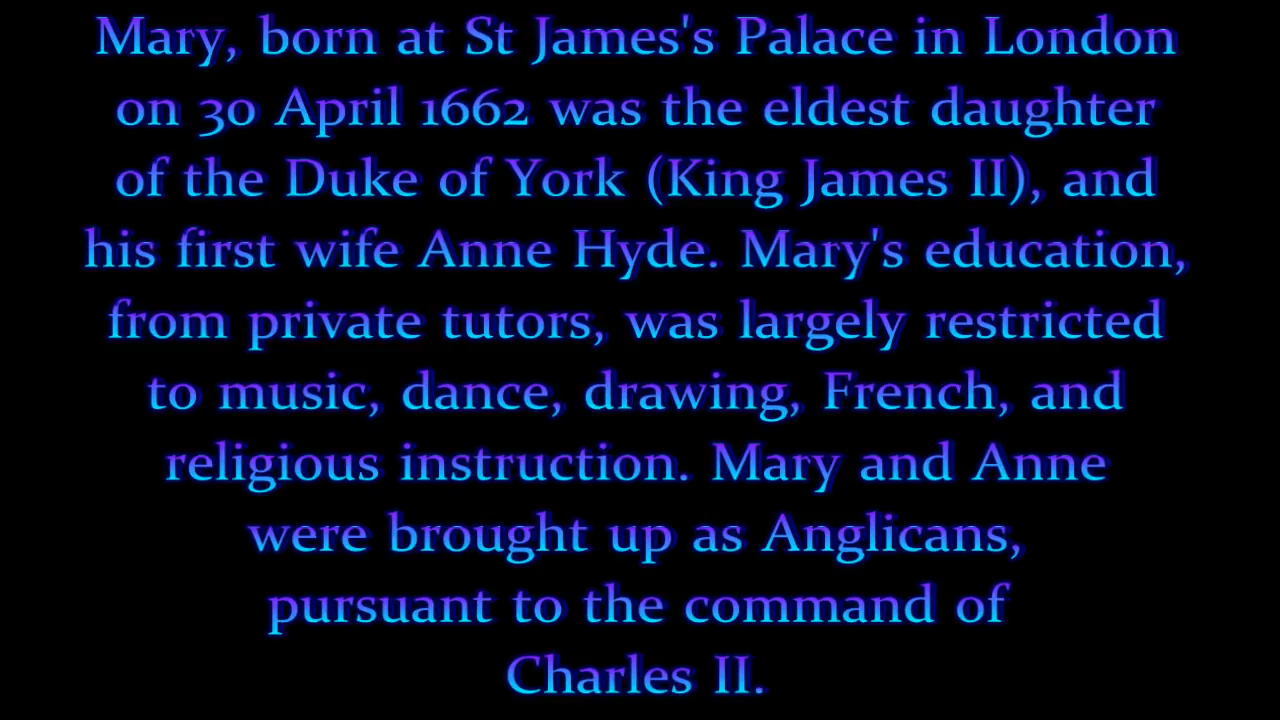 Mary, born at St James's Palace in London
on 30 April 1662 was the eldest daughter
of the Duke of York (King James II), and
his first wife Anne Hyde. Mary's education,
from private tutors, was largely restricted
to music, dance, drawing, French, and
religious instruction. Mary and Anne
were brought up as Anglicans,
pursuant to the command of
Charles II.